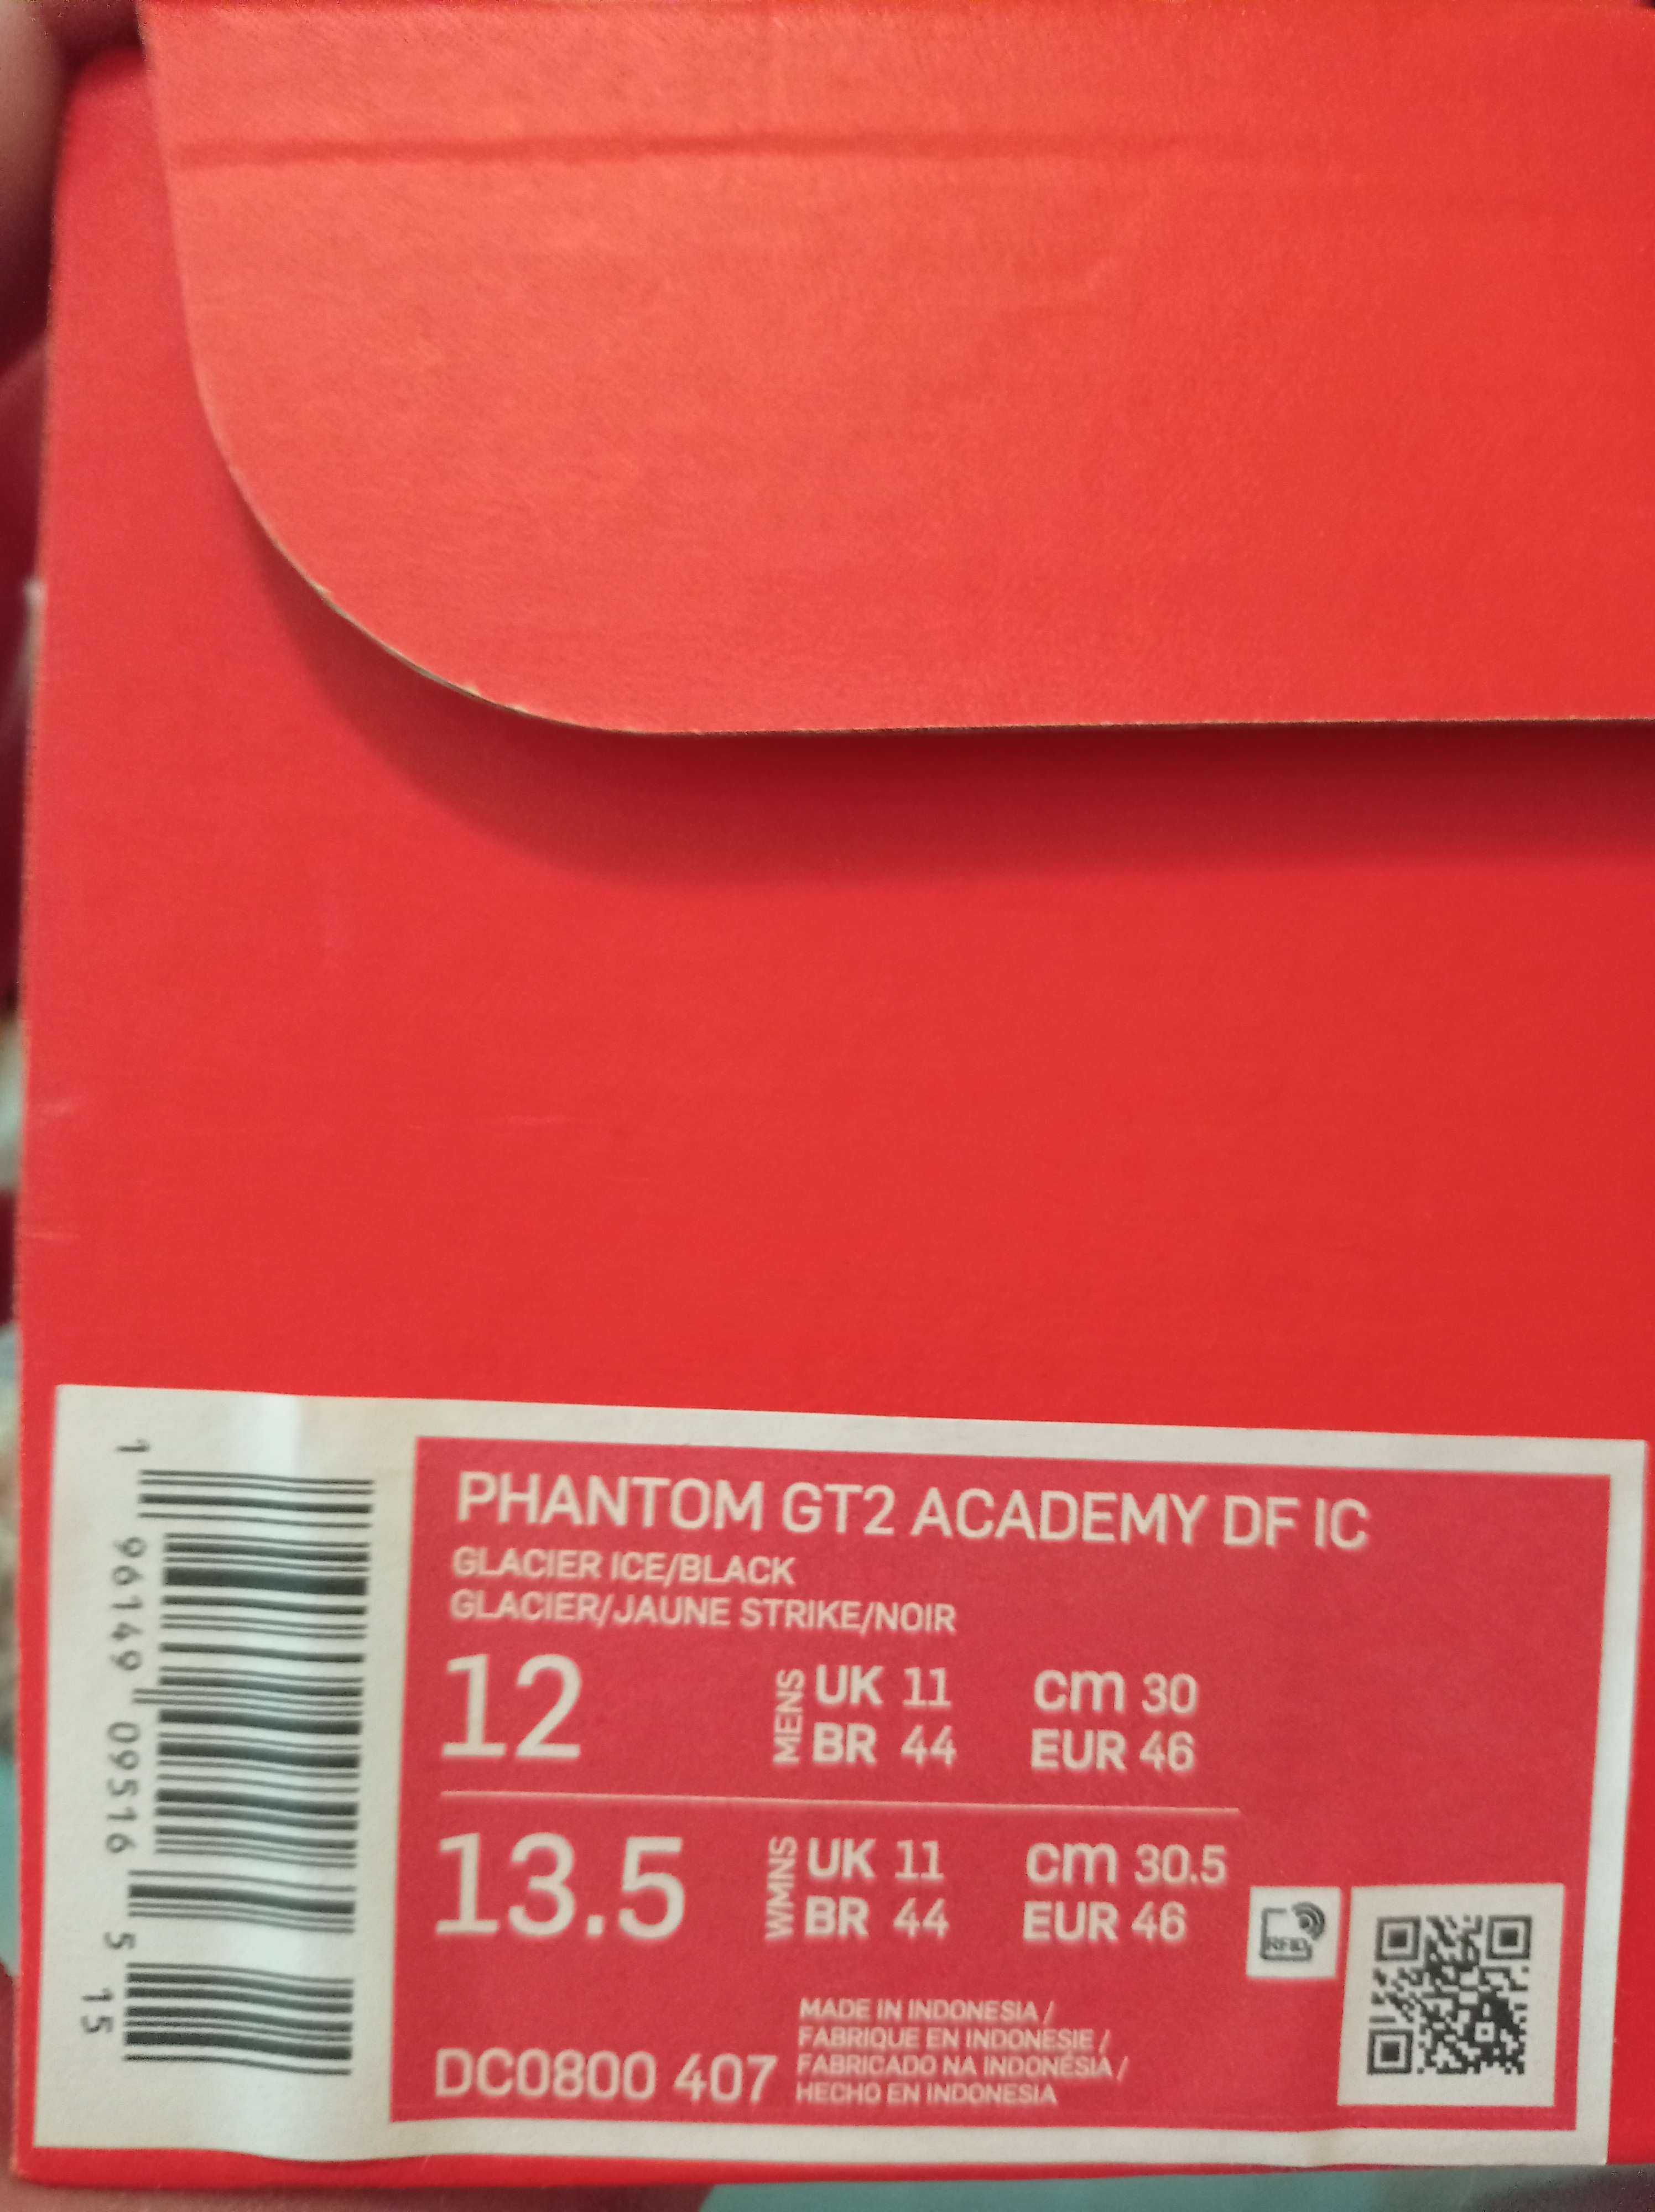 PHANTOM GT2 ACADEMY DF IC
GLACIER ICE/BLACK
GLACIER/JAUNE STRIKE/NOIR
12 MENS UK 11 cm 30
BR 44 EUR 46
13.5 WMNS UK 11 cm 30.5
BR 44 EUR 46
RFID
MADE IN INDONESIA /
FABRIQUE EN INDONESIE /
FABRICADO NA INDONÉSIA /
HECHO EN INDONESIA
DC0800 407
1 96149 09516 5 15